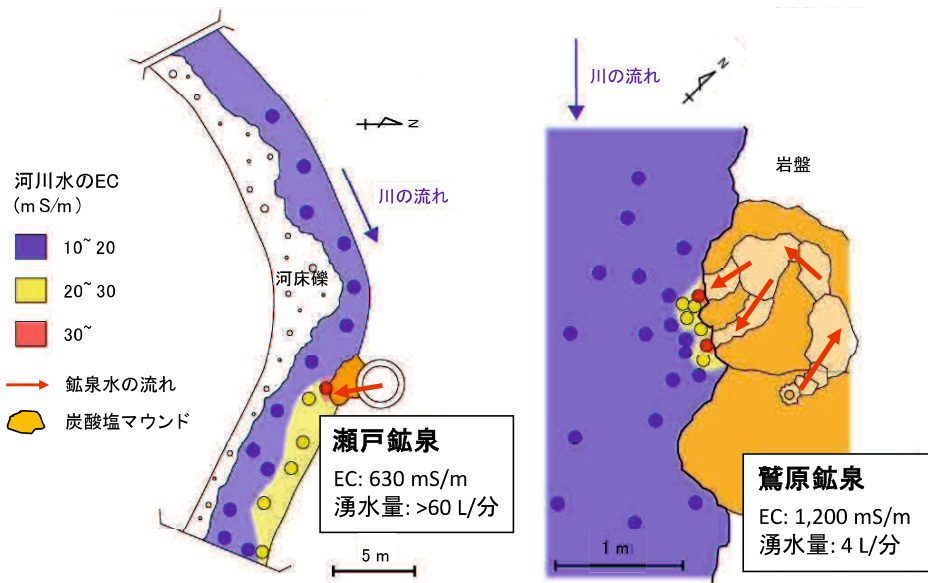 河川水のEC
(mS/m)
10~20
20~30
30~
鉱泉水の流れ
炭酸塩マウンド
N
川の流れ
河床礫
瀬戸鉱泉
EC: 630 mS/m
湧水量: >60 L/分
5 m
川の流れ
N
岩盤
鷲原鉱泉
EC: 1,200 mS/m
湧水量: 4 L/分
1 m